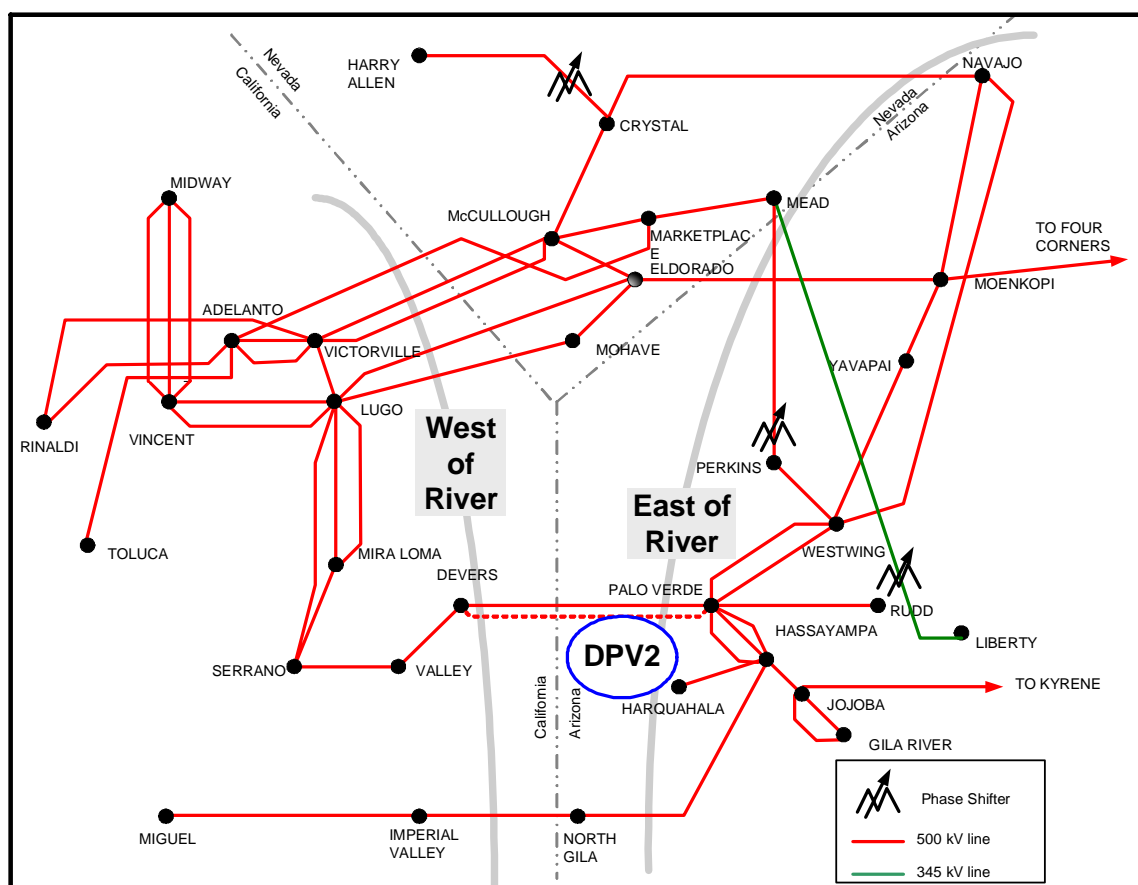 HARRY
ALLEN
Nevada
California
NAVAJO
CRYSTAL
Nevada
Arizona
MIDWAY
MEAD
McCULLOUGH
MARKETPLAC
E
TO FOUR
CORNERS
ELDORADO
MOENKOPI
ADELANTO
VICTORVILLE
MOHAVE
YAVAPAI
RINALDI
VINCENT
LUGO
West
of
River
PERKINS
East of
River
WESTWING
TOLUCA
MIRA LOMA
DEVERS
PALO VERDE
RUDD
HASSAYAMPA
LIBERTY
SERRANO
VALLEY
DPV2
HARQUAHALA
TO KYRENE
JOJOBA
California
Arizona
GILA RIVER
MIGUEL
IMPERIAL
VALLEY
NORTH
GILA
Phase Shifter
500 kV line
345 kV line